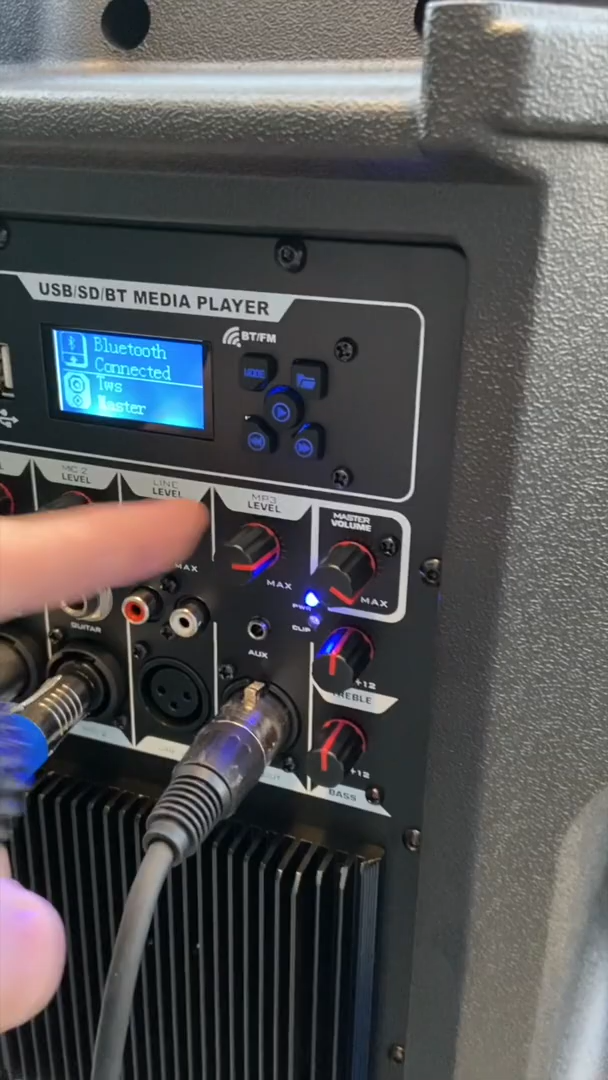 USB/SD/BT MEDIA PLAYER
BT/FM
Bluetooth
Connected
Tws
Master
MODE
MIC 2
LEVEL
LINE
LEVEL
MP3
LEVEL
MASTER
VOLUME
MAX
MAX
MAX
PWR
CLIP
GUITAR
AUX
+12
TREBLE
+12
BASS